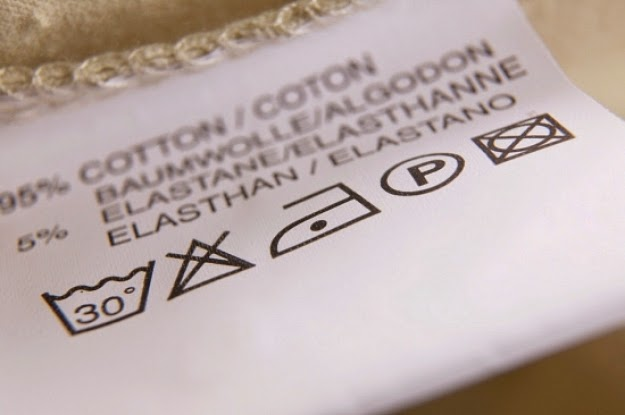 95% COTTON / COTON
BAUMWOLLE/ALGODON
5% ELASTANE/ELASTHANNE
ELASTHAN / ELASTANO
30°
P